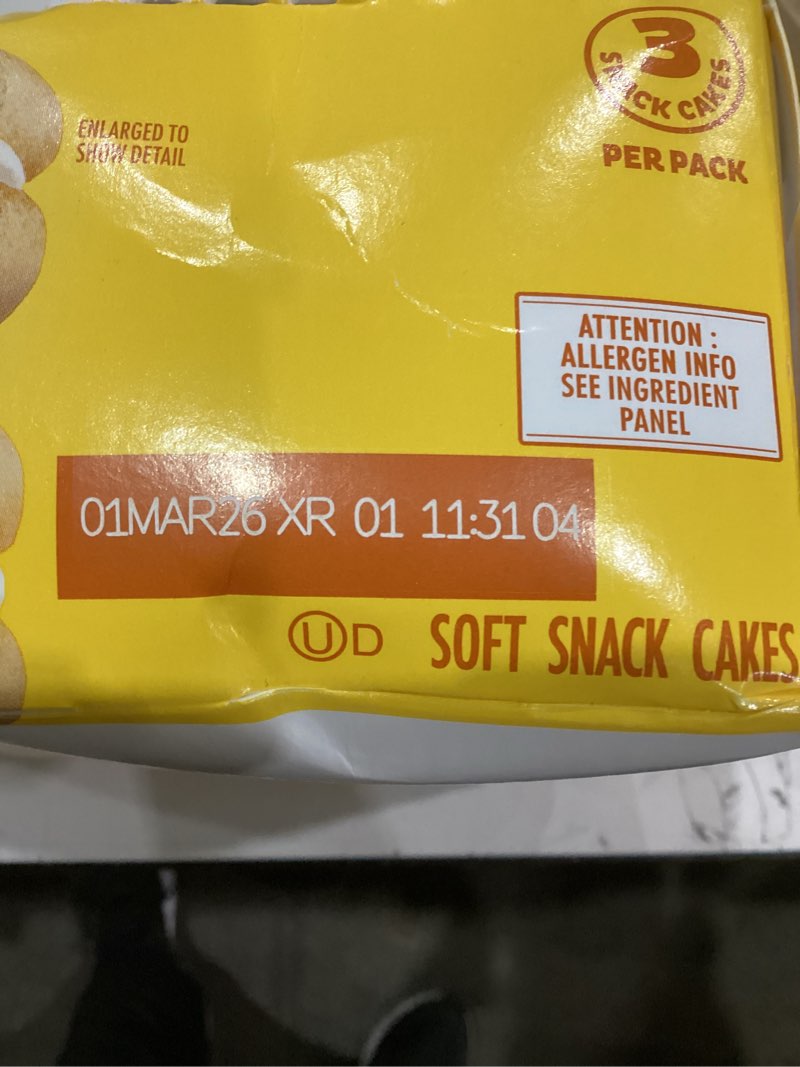 3
SNACK CAKES
PER PACK
ENLARGED TO
SHOW DETAIL
ATTENTION :
ALLERGEN INFO
SEE INGREDIENT
PANEL
01MAR26 XR 01 11:31 04
U D SOFT SNACK CAKES